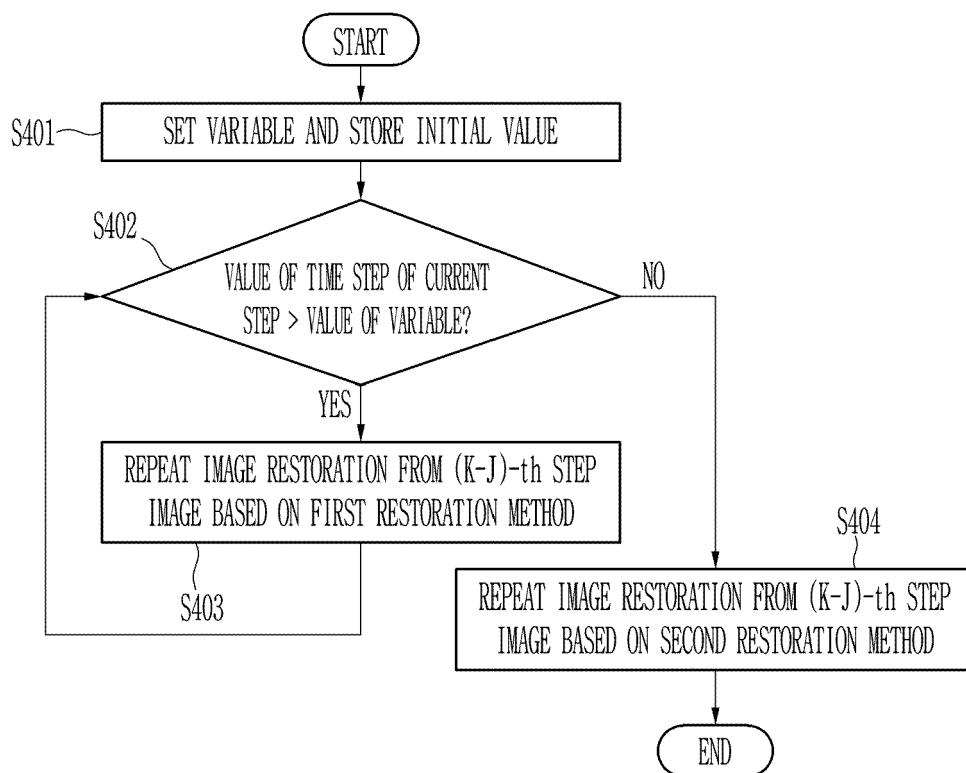 START
S401
SET VARIABLE AND STORE INITIAL VALUE
S402
VALUE OF TIME STEP OF CURRENT
STEP > VALUE OF VARIABLE?
NO
YES
REPEAT IMAGE RESTORATION FROM (K-J)-th STEP
IMAGE BASED ON FIRST RESTORATION METHOD
S403
S404
REPEAT IMAGE RESTORATION FROM (K-J)-th STEP
IMAGE BASED ON SECOND RESTORATION METHOD
END